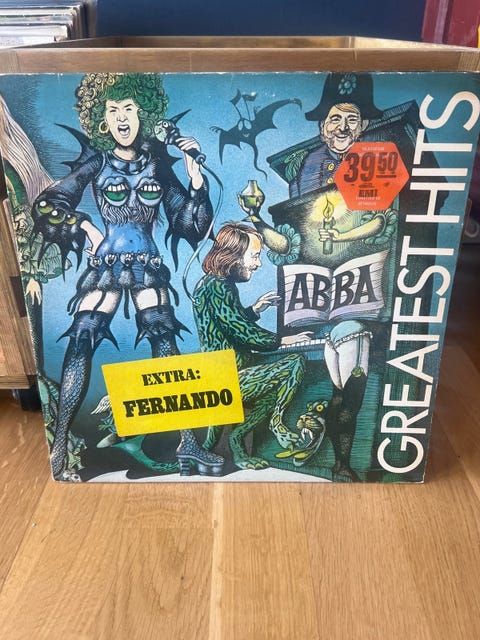 39.50
EMI
ABBA
EXTRA:
FERNANDO
GREATEST HITS